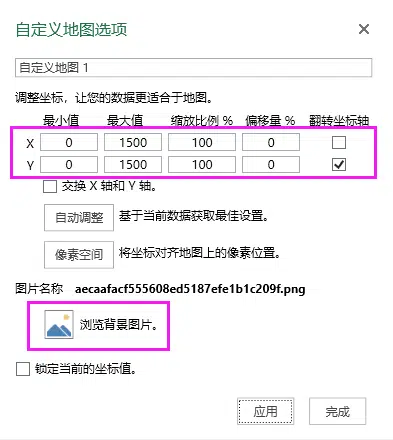 自定义地图选项
自定义地图 1
调整坐标，让您的数据更适合于地图。
最小值 最大值 缩放比例 % 偏移量 % 翻转坐标轴
X 0 1500 100 0
Y 0 1500 100 0
交换 X 轴和 Y 轴。
自动调整 基于当前数据获取最佳设置。
像素空间 将坐标对齐地图上的像素位置。
图片名称 aecaafacf555608ed5187efe1b1c209f.png
浏览背景图片。
锁定当前的坐标值。
应用 完成